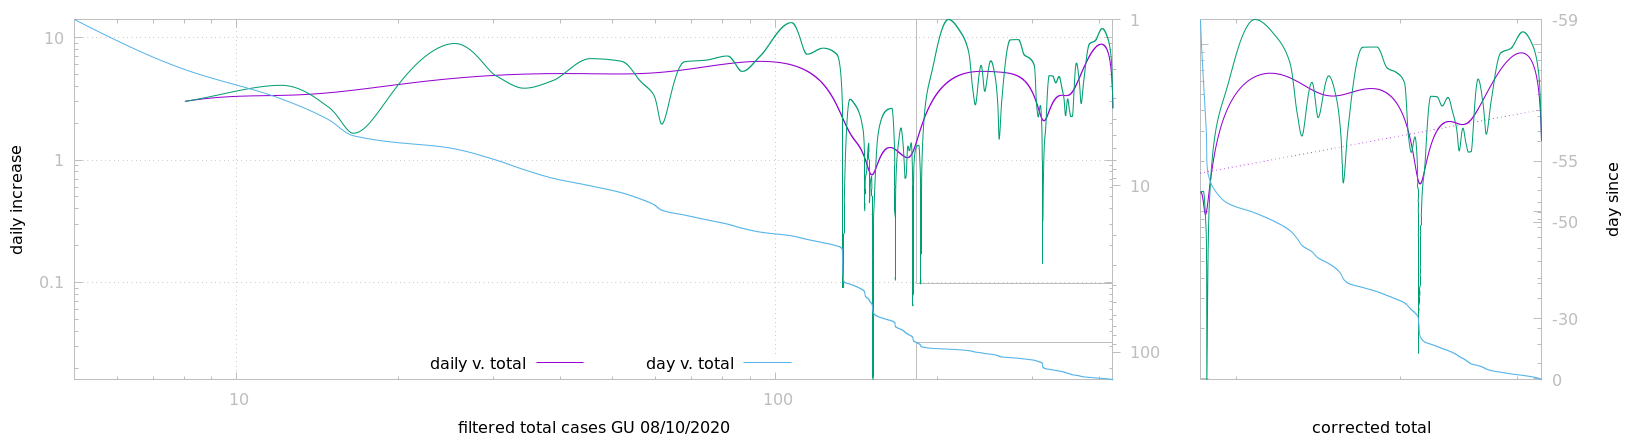 10
1
0.1
daily increase
10
100
filtered total cases GU 08/10/2020
daily v. total
day v. total
1
10
100
-59
-55
-50
-30
0
day since
corrected total